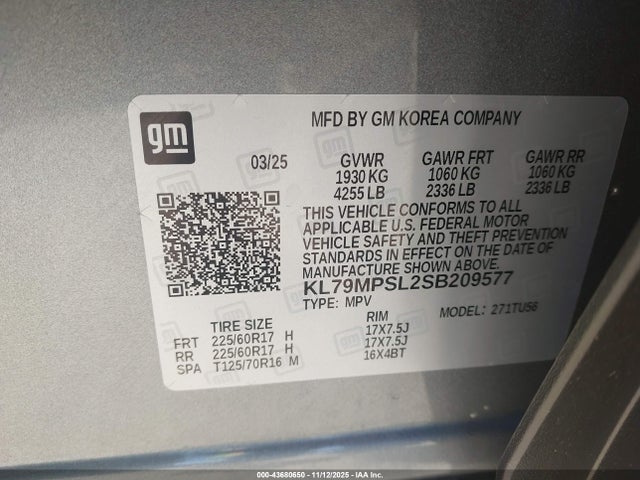 gm
MFD BY GM KOREA COMPANY
03/25 GVWR GAWR FRT GAWR RR
1930 KG 1060 KG 1060 KG
4255 LB 2336 LB 2336 LB
THIS VEHICLE CONFORMS TO ALL
APPLICABLE U.S. FEDERAL MOTOR
VEHICLE SAFETY AND THEFT PREVENTION
STANDARDS IN EFFECT ON THE DATE OF
MANUFACTURE SHOWN ABOVE.
KL79MPSL2SB209577
TYPE: MPV MODEL: 271TU56
TIRE SIZE RIM
FRT 225/60R17 H 17X7.5J
RR 225/60R17 H 17X7.5J
SPA T125/70R16 M 16X4BT
000-43680650 - 11/12/2025 - IAA Inc.